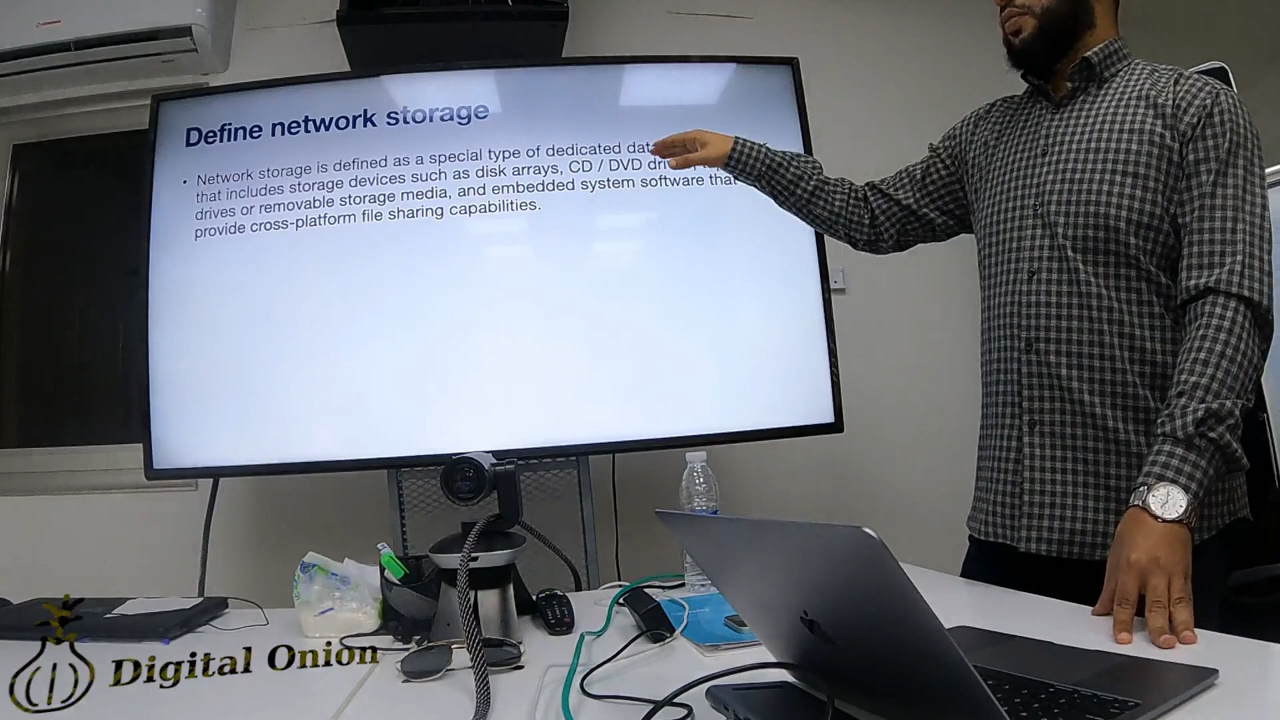 Define network storage
• Network storage is defined as a special type of dedicated
that includes storage devices such as disk arrays, CD / DVD
drives or removable storage media, and embedded system software that
provide cross-platform file sharing capabilities.
Digital Onion